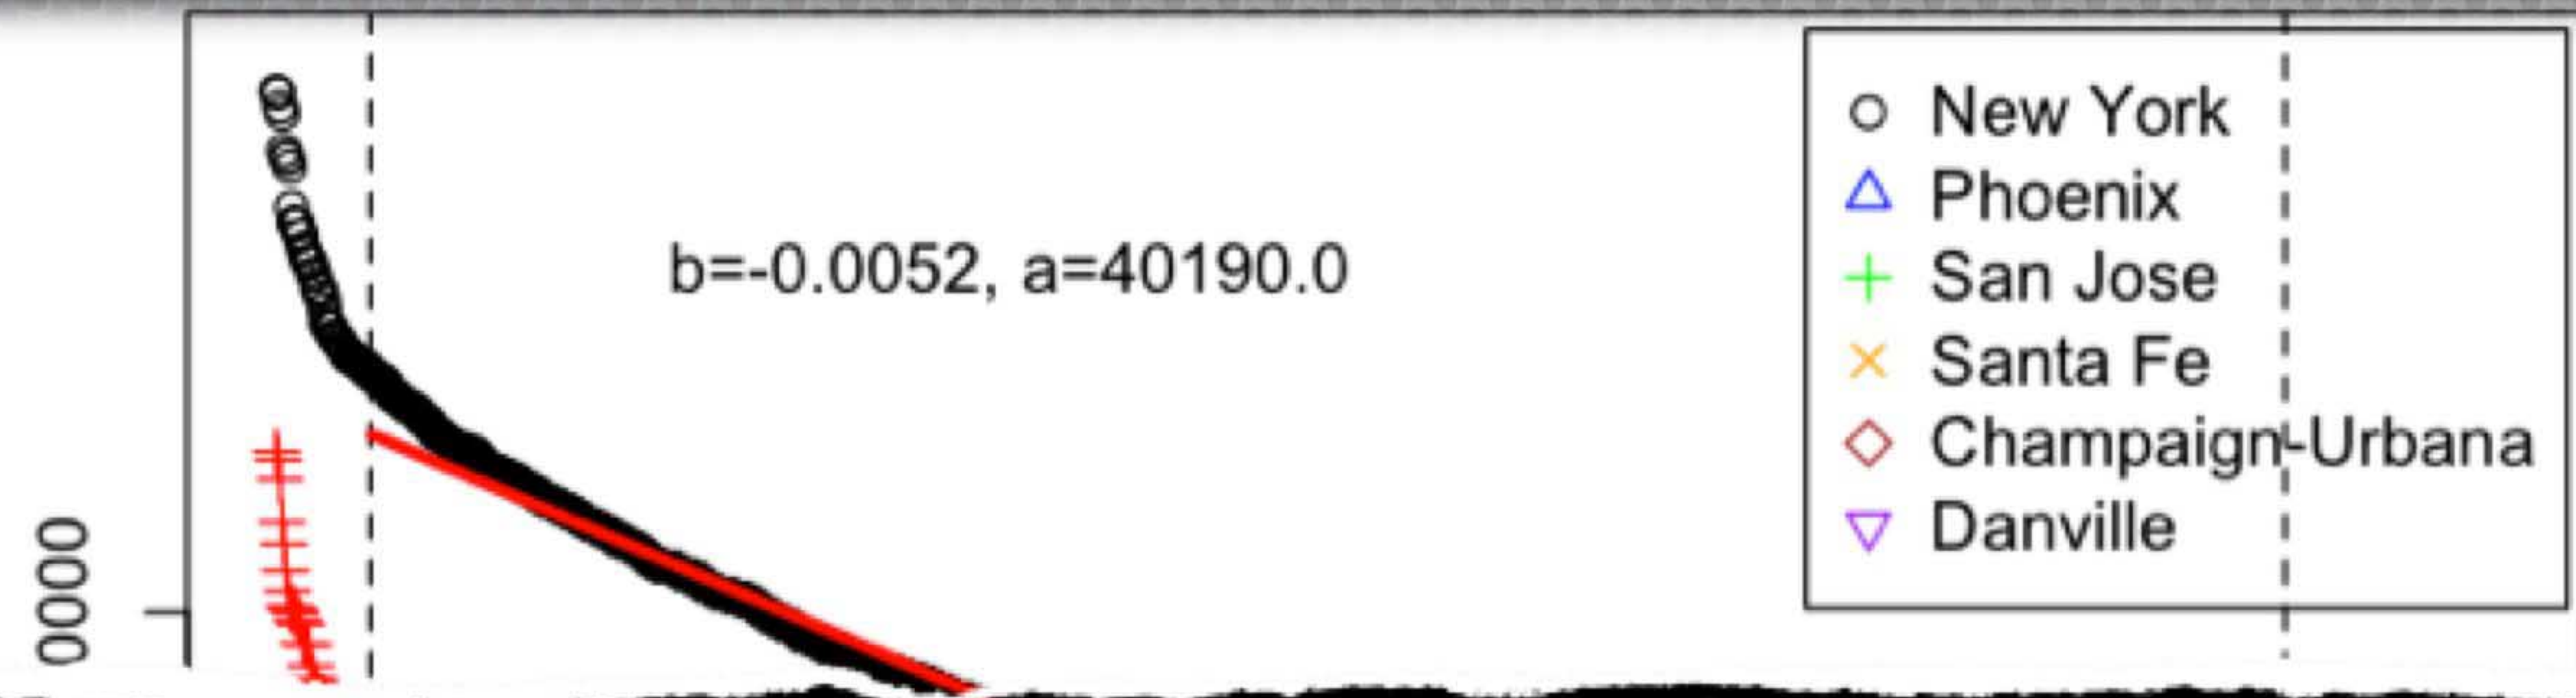 b=-0.0052, a=40190.0
New York
Phoenix
San Jose
Santa Fe
Champaign-Urbana
Danville
0000